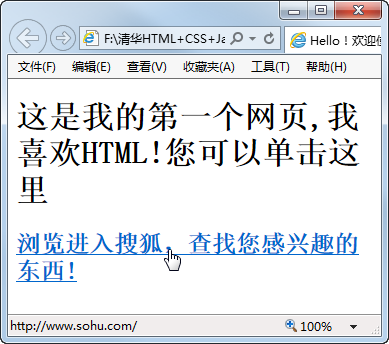 F:\清华HTML+CSS+Ja
Hello！欢迎使
文件(F) 编辑(E) 查看(V) 收藏夹(A) 工具(T) 帮助(H)
这是我的第一个网页,我
喜欢HTML!您可以单击这
里
浏览进入搜狐，查找您感兴趣的
东西!
http://www.sohu.com/ 100%